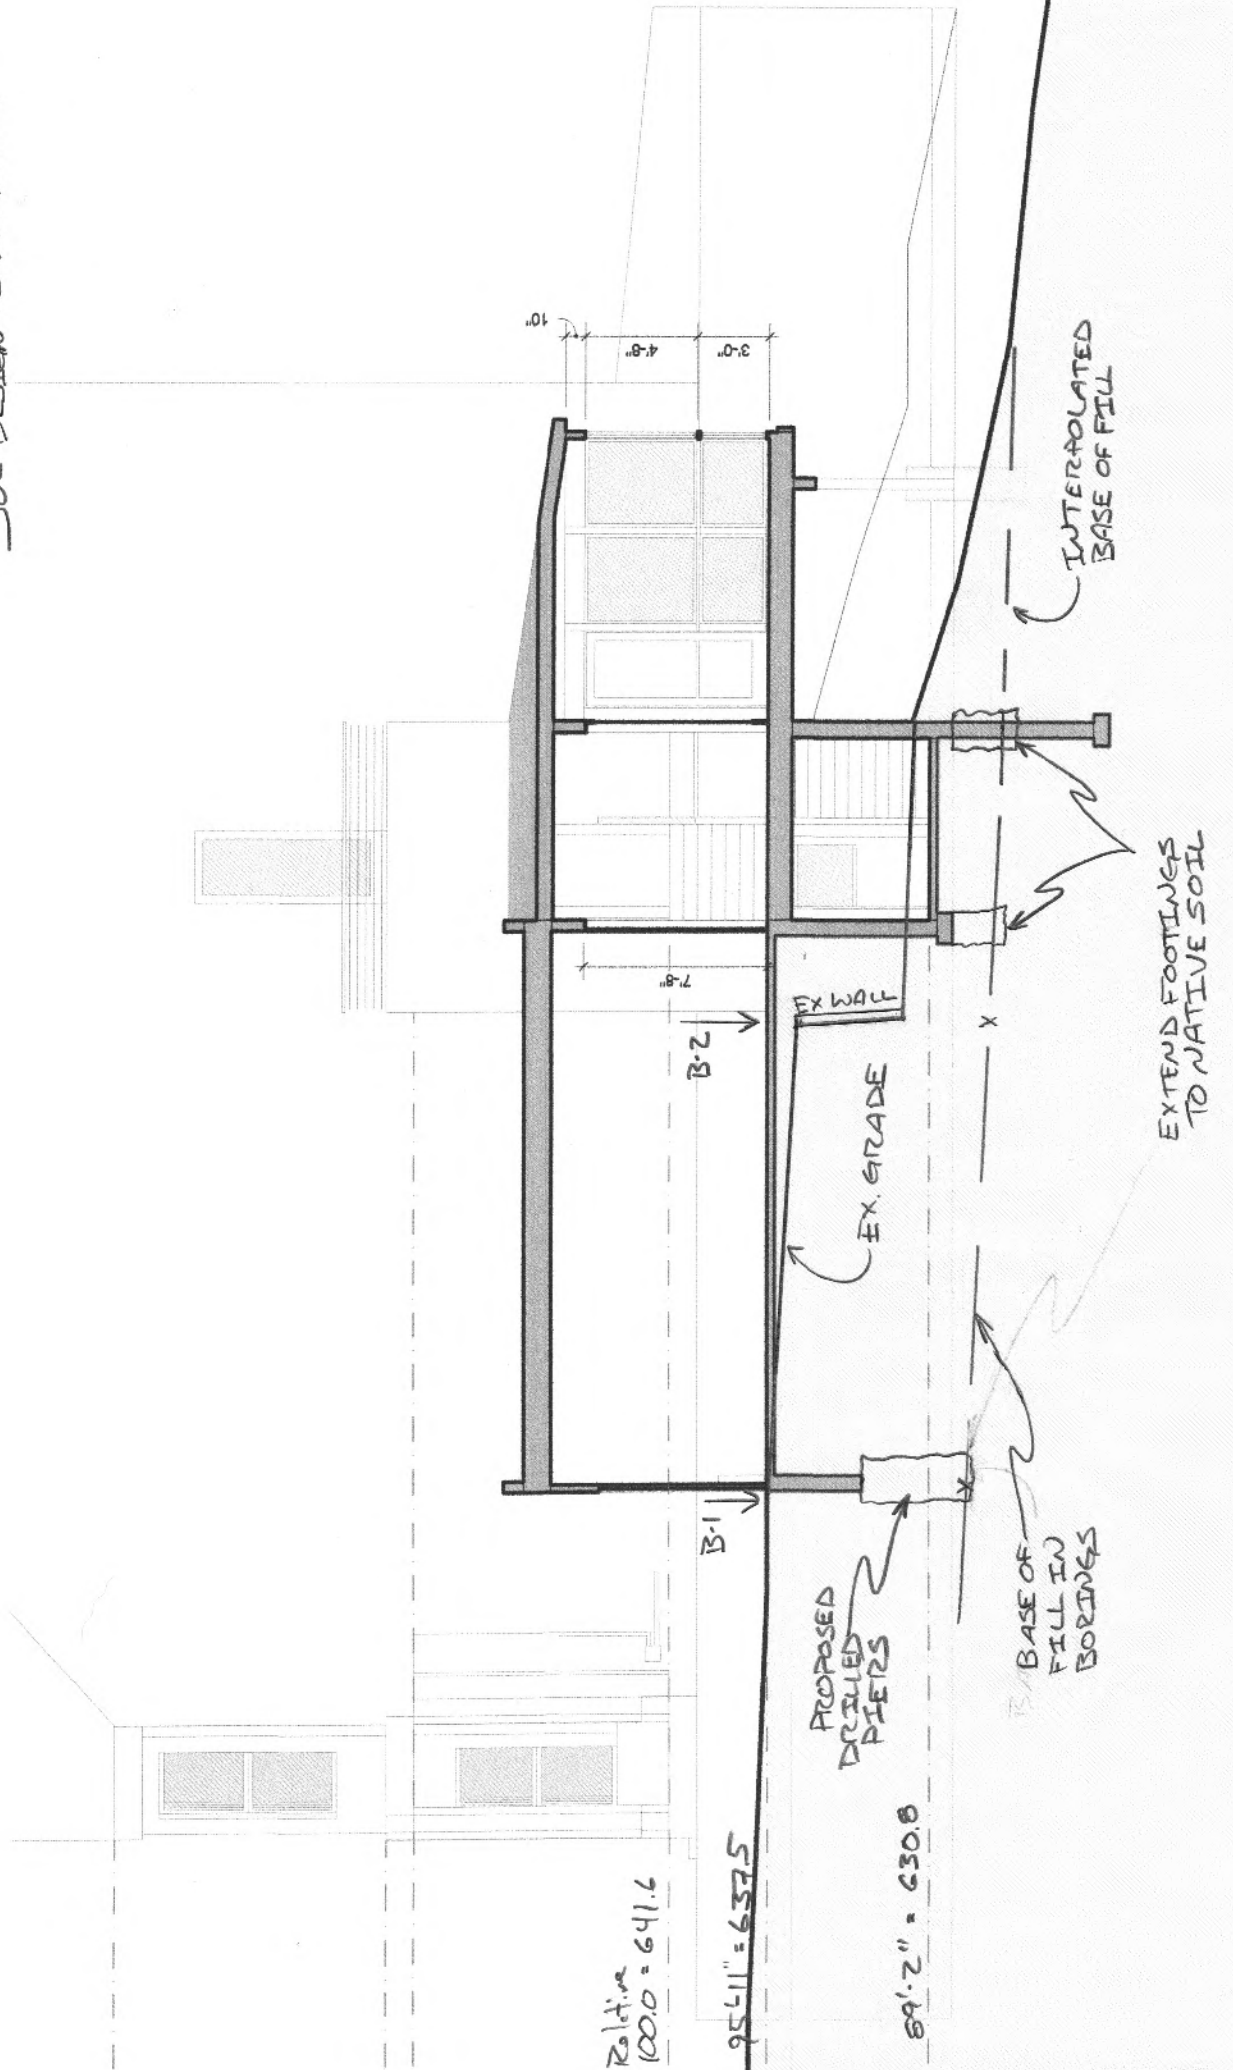 10"
4'-8"
3'-0"
7'-8"
B-2
EX WALL
EX. GRADE
INTERPOLATED
BASE OF FILL
EXTEND FOOTINGS
TO NATIVE SOIL
B-1
PROPOSED
DRILLED
PIERS
BASE OF
FILL IN
BORINGS
Relative
100.0 = 641.6
95'-11" = 637.5
89'-2" = 630.8